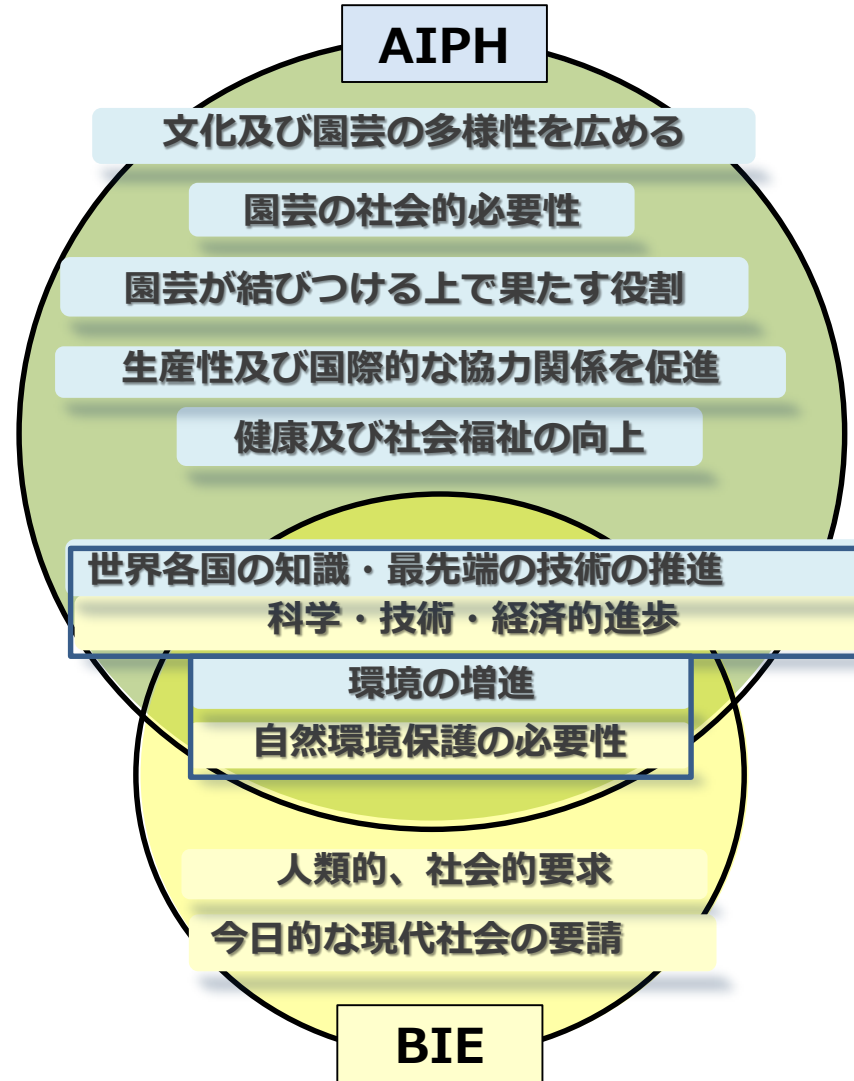 AIPH
文化及び園芸の多様性を広める
園芸の社会的必要性
園芸が結びつける上で果たす役割
生産性及び国際的な協力関係を促進
健康及び社会福祉の向上
世界各国の知識・最先端の技術の推進
科学・技術・経済的進歩
環境の増進
自然環境保護の必要性
人類的、社会的要求
今日的な現代社会の要請
BIE